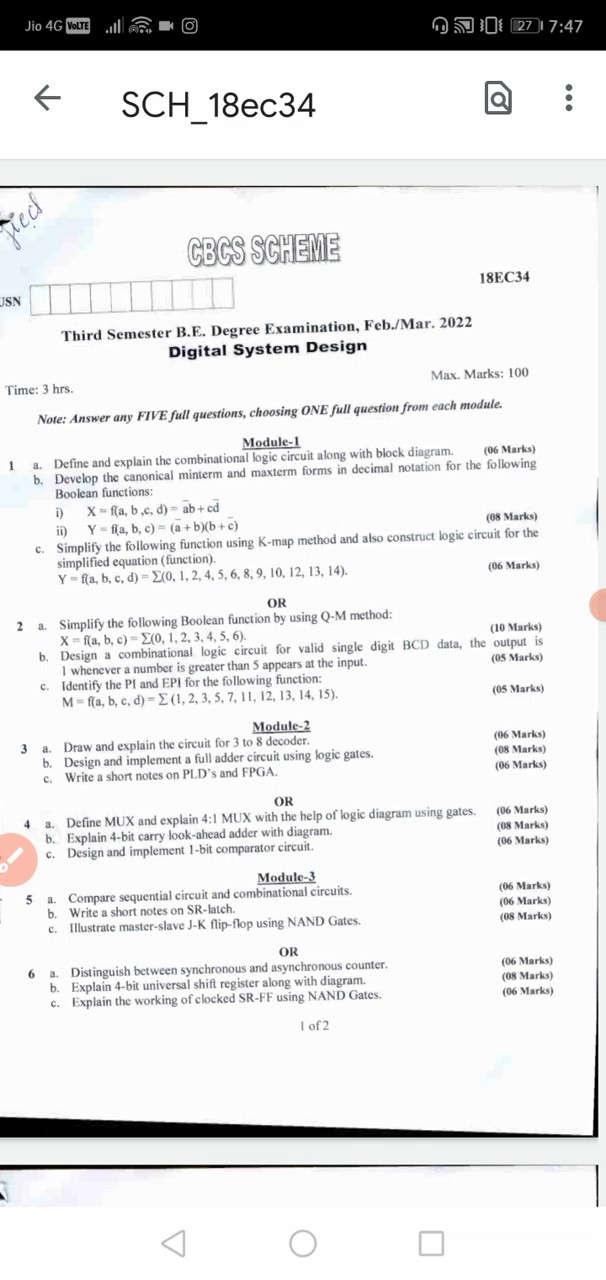 Jio 4G VoLTE 27 7:47
SCH_18ec34
CBCS SCHEME
USN
18EC34
Third Semester B.E. Degree Examination, Feb./Mar. 2022
Digital System Design
Time: 3 hrs.
Max. Marks: 100
Note: Answer any FIVE full questions, choosing ONE full question from each module.
Module-1
1 a. Define and explain the combinational logic circuit along with block diagram. (06 Marks)
b. Develop the canonical minterm and maxterm forms in decimal notation for the following
Boolean functions:
i) X = f(a, b ,c, d) = a̅b + cd̅
ii) Y = f(a, b, c) = (a̅ + b)(b + c̅)
(08 Marks)
c. Simplify the following function using K-map method and also construct logic circuit for the
simplified equation (function).
Y = f(a, b, c, d) = Σ(0, 1, 2, 4, 5, 6, 8, 9, 10, 12, 13, 14). (06 Marks)
OR
2 a. Simplify the following Boolean function by using Q-M method:
X = f(a, b, c) = Σ(0, 1, 2, 3, 4, 5, 6). (10 Marks)
b. Design a combinational logic circuit for valid single digit BCD data, the output is
1 whenever a number is greater than 5 appears at the input. (05 Marks)
c. Identify the PI and EPI for the following function:
M = f(a, b, c, d) = Σ (1, 2, 3, 5, 7, 11, 12, 13, 14, 15). (05 Marks)
Module-2
3 a. Draw and explain the circuit for 3 to 8 decoder. (06 Marks)
b. Design and implement a full adder circuit using logic gates. (08 Marks)
c. Write a short notes on PLD's and FPGA. (06 Marks)
OR
4 a. Define MUX and explain 4:1 MUX with the help of logic diagram using gates. (06 Marks)
b. Explain 4-bit carry look-ahead adder with diagram. (08 Marks)
c. Design and implement 1-bit comparator circuit. (06 Marks)
Module-3
5 a. Compare sequential circuit and combinational circuits. (06 Marks)
b. Write a short notes on SR-latch. (06 Marks)
c. Illustrate master-slave J-K flip-flop using NAND Gates. (08 Marks)
OR
6 a. Distinguish between synchronous and asynchronous counter. (06 Marks)
b. Explain 4-bit universal shift register along with diagram. (08 Marks)
c. Explain the working of clocked SR-FF using NAND Gates. (06 Marks)
1 of 2